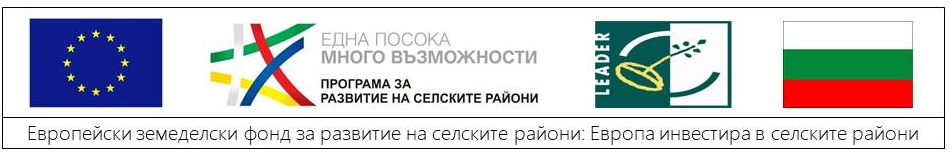 ЕДНА ПОСОКА
МНОГО ВЪЗМОЖНОСТИ
ПРОГРАМА ЗА
РАЗВИТИЕ НА СЕЛСКИТЕ РАЙОНИ
LEADER
Европейски земеделски фонд за развитие на селските райони: Европа инвестира в селските райони